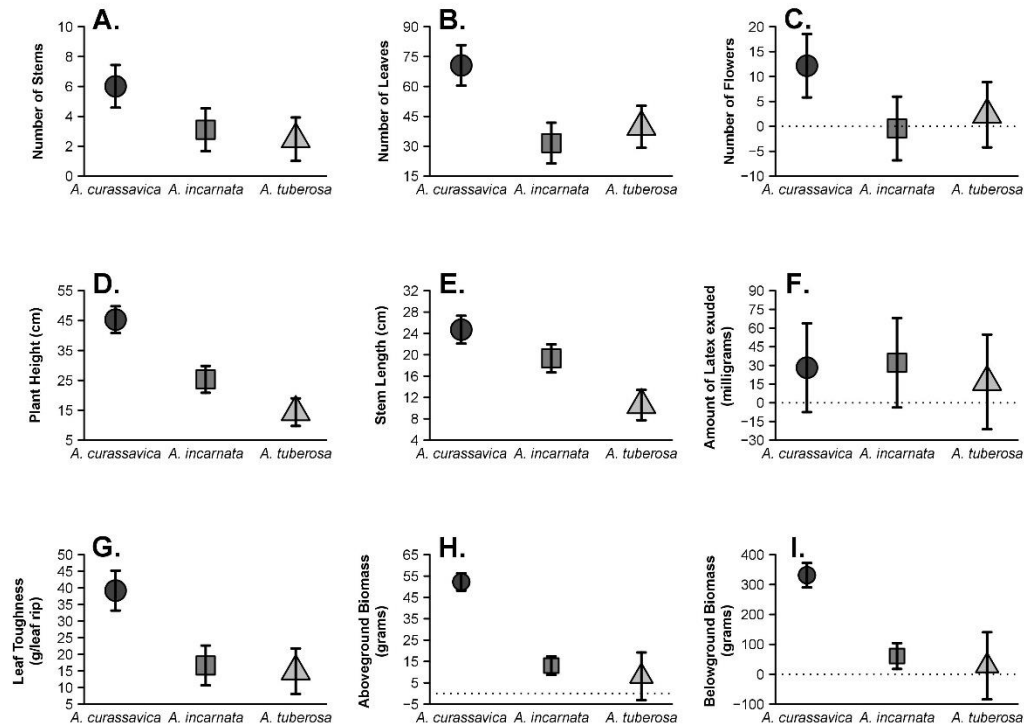 A.
Number of Stems
10
8
6
4
2
0
A. curassavica A. incarnata A. tuberosa
B.
Number of Leaves
90
75
60
45
30
15
A. curassavica A. incarnata A. tuberosa
C.
Number of Flowers
20
15
10
5
0
−5
−10
A. curassavica A. incarnata A. tuberosa
D.
Plant Height (cm)
55
45
35
25
15
5
A. curassavica A. incarnata A. tuberosa
E.
Stem Length (cm)
32
28
24
20
16
12
8
4
A. curassavica A. incarnata A. tuberosa
F.
Amount of Latex exuded
(milligrams)
90
75
60
45
30
15
0
−15
−30
A. curassavica A. incarnata A. tuberosa
G.
Leaf Toughness
(g/leaf rip)
50
45
40
35
30
25
20
15
10
5
A. curassavica A. incarnata A. tuberosa
H.
Aboveground Biomass
(grams)
65
55
45
35
25
15
5
−5
A. curassavica A. incarnata A. tuberosa
I.
Belowground Biomass
(grams)
400
300
200
100
0
−100
A. curassavica A. incarnata A. tuberosa